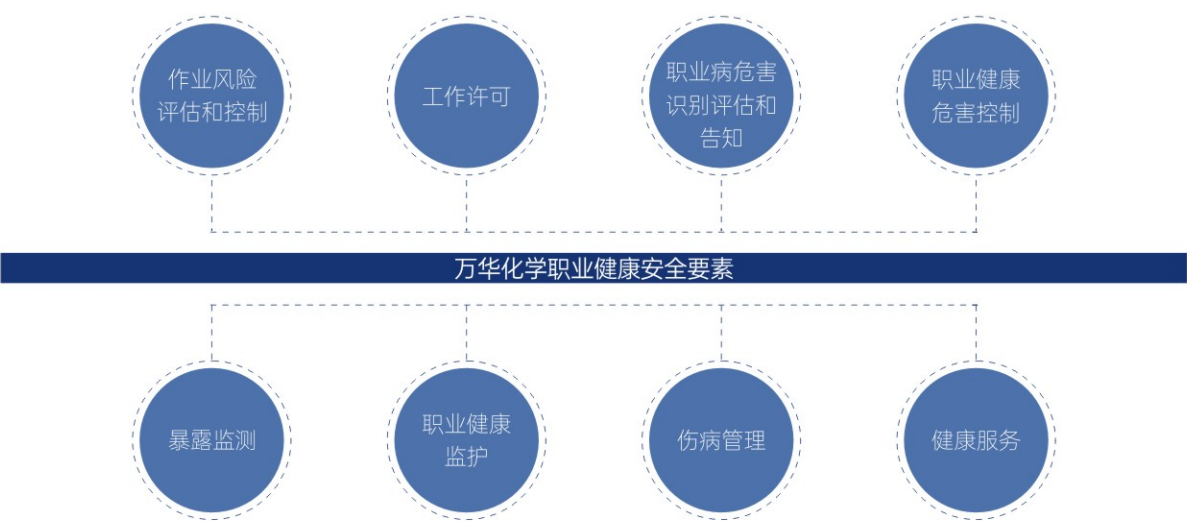 作业风险
评估和控制
工作许可
职业病危害
识别评估和
告知
职业健康
危害控制
万华化学职业健康安全要素
暴露监测
职业健康
监护
伤病管理
健康服务